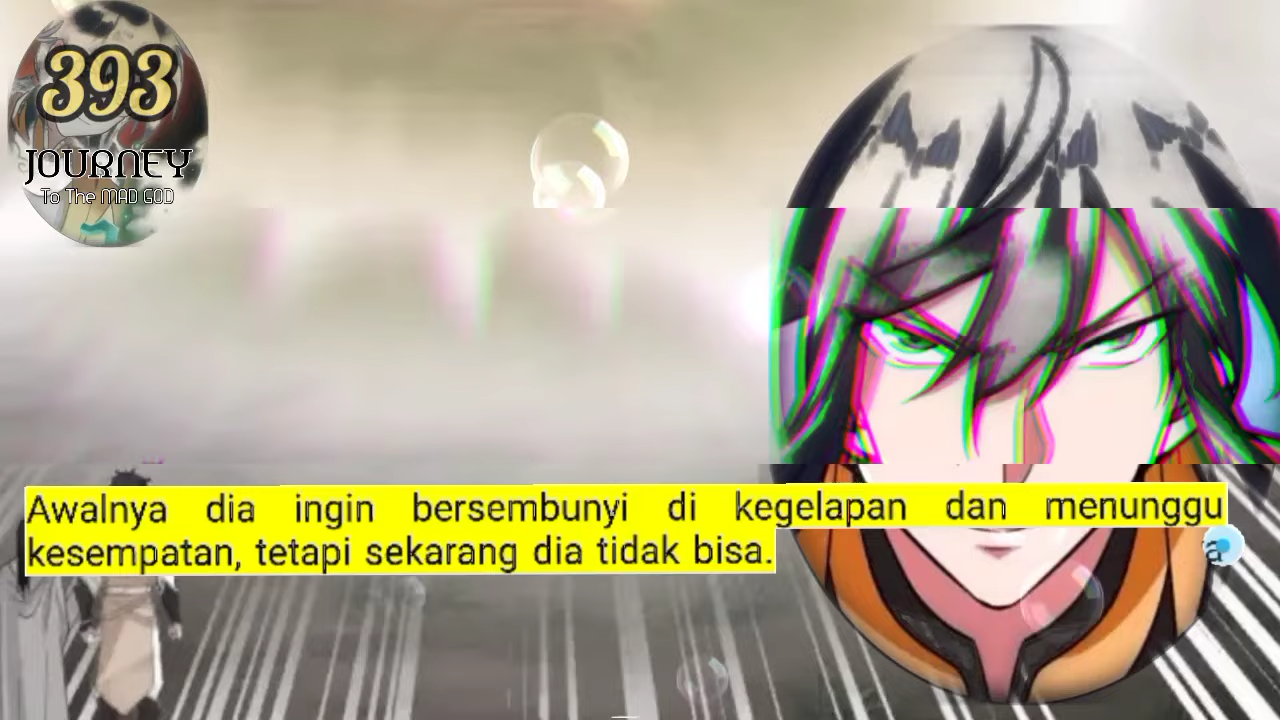 393
JOURNEY
To The MAD GOD
Awalnya dia ingin bersembunyi di kegelapan dan menunggu
kesempatan, tetapi sekarang dia tidak bisa.
a